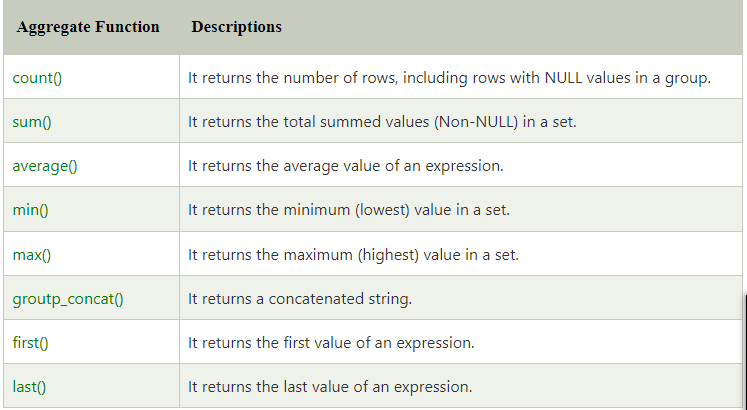 Aggregate Function Descriptions
count() It returns the number of rows, including rows with NULL values in a group.
sum() It returns the total summed values (Non-NULL) in a set.
average() It returns the average value of an expression.
min() It returns the minimum (lowest) value in a set.
max() It returns the maximum (highest) value in a set.
groutp_concat() It returns a concatenated string.
first() It returns the first value of an expression.
last() It returns the last value of an expression.